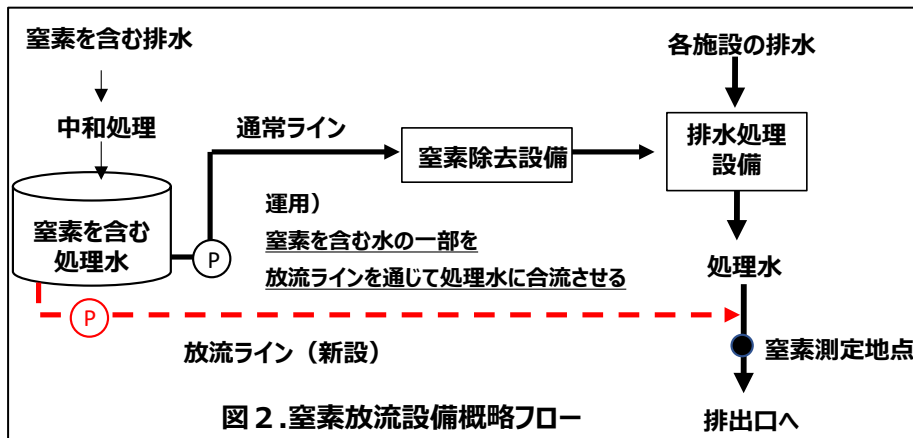 窒素を含む排水
各施設の排水
中和処理
通常ライン
窒素除去設備
排水処理
設備
窒素を含む
処理水
P
運用）
窒素を含む水の一部を
放流ラインを通じて処理水に合流させる
処理水
P
放流ライン（新設）
窒素測定地点
図２.窒素放流設備概略フロー
排出口へ